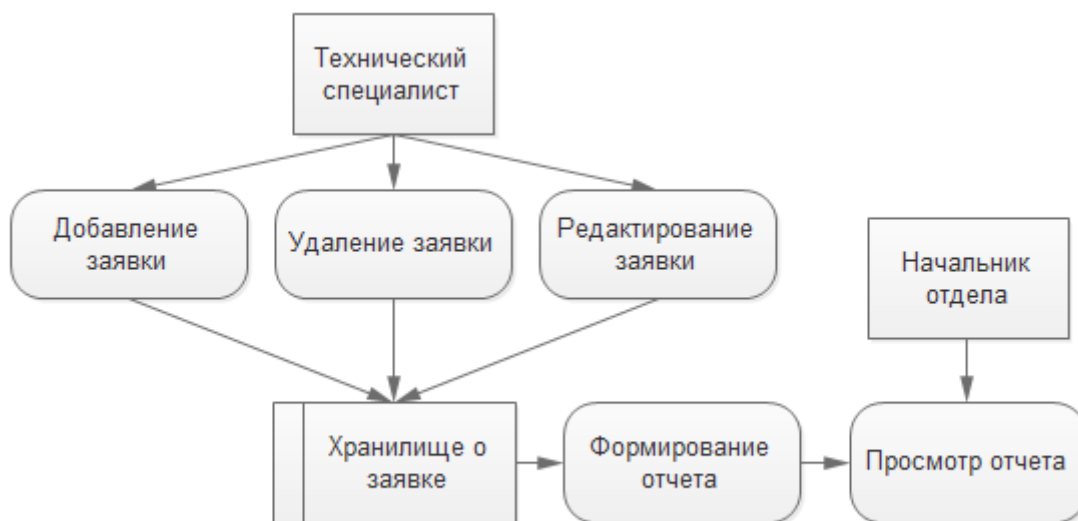 Технический
специалист
Добавление
заявки
Удаление заявки
Редактирование
заявки
Начальник
отдела
Хранилище о
заявке
Формирование
отчета
Просмотр отчета